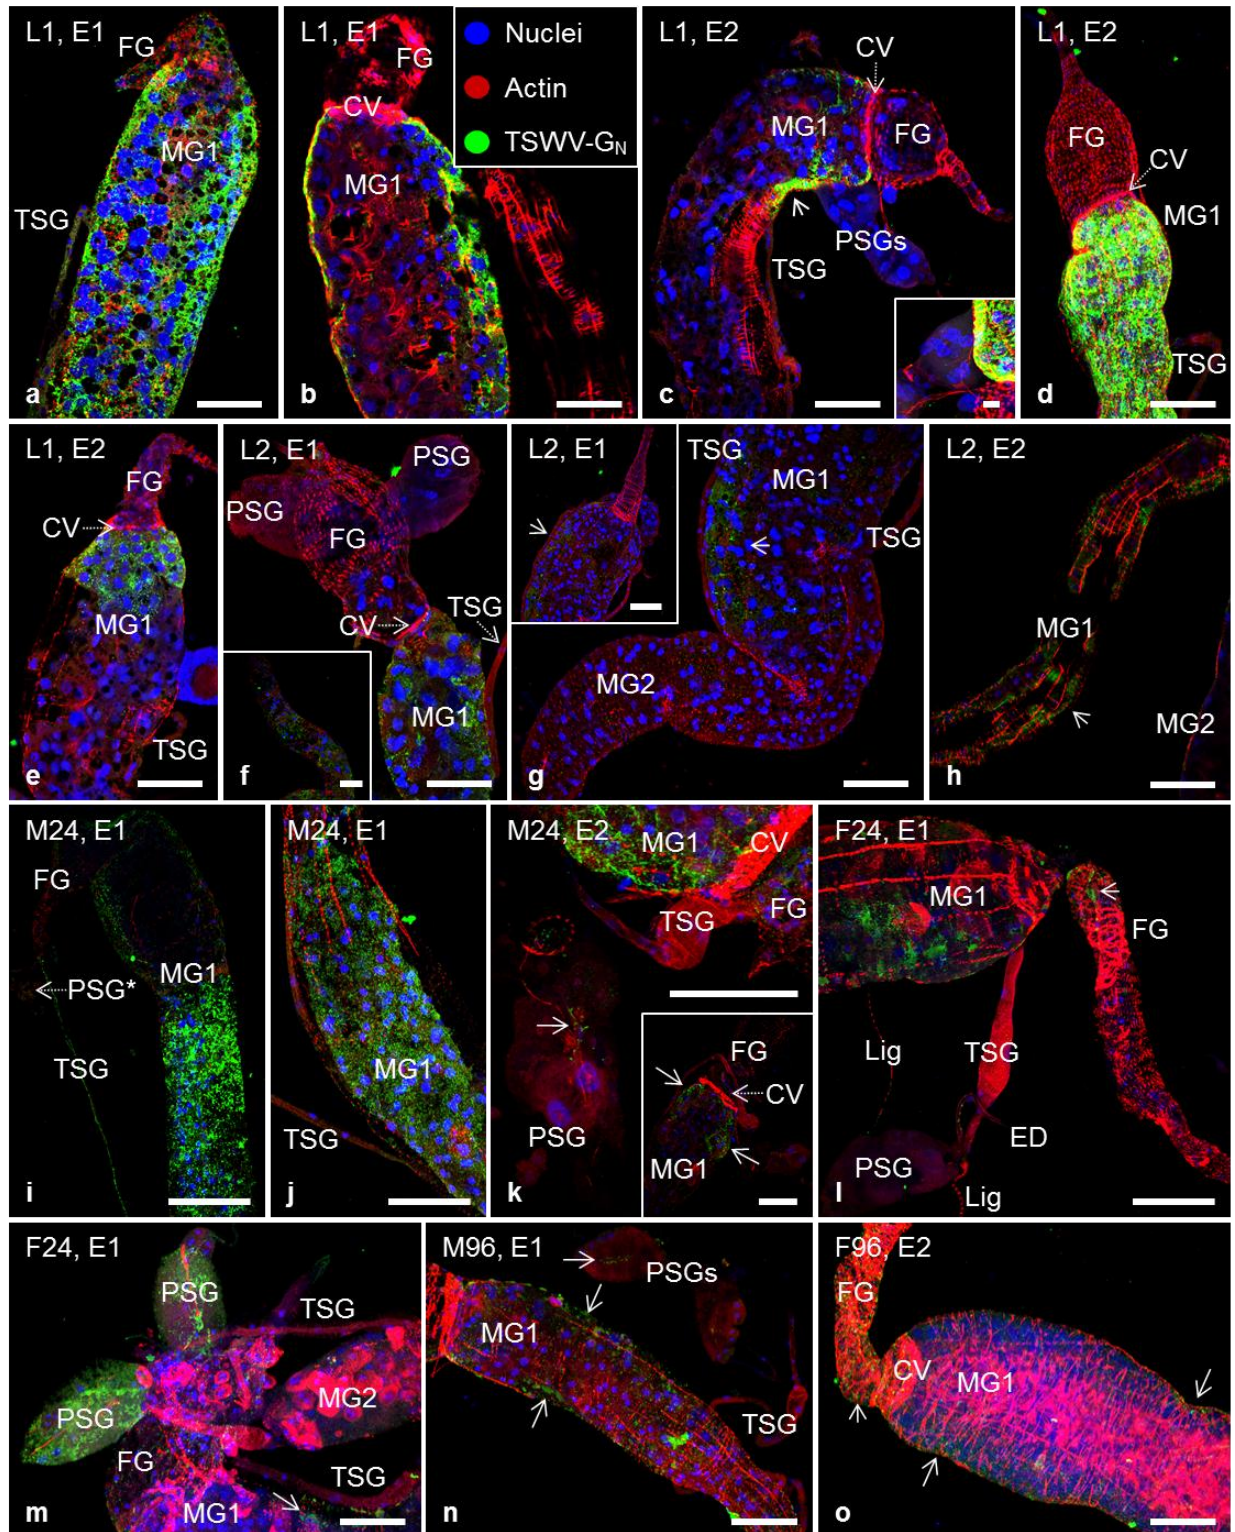 L1, E1
FG
MG1
TSG
a
L1, E1
FG
CV
MG1
b
Nuclei
Actin
TSWV-GN
L1, E2
CV
MG1
FG
PSGs
TSG
c
L1, E2
FG
CV
MG1
TSG
d
L1, E2
FG
CV
MG1
TSG
e
L2, E1
PSG
PSG
FG
TSG
CV
MG1
f
L2, E1
TSG
MG1
TSG
MG2
g
L2, E2
MG1
MG2
h
M24, E1
FG
MG1
PSG*
TSG
i
M24, E1
MG1
TSG
j
M24, E2
MG1
CV
TSG
FG
PSG
FG
CV
MG1
k
F24, E1
MG1
FG
Lig
TSG
ED
PSG
Lig
l
F24, E1
PSG
TSG
MG2
PSG
FG
TSG
MG1
m
M96, E1
PSGs
MG1
TSG
n
F96, E2
FG
CV
MG1
o